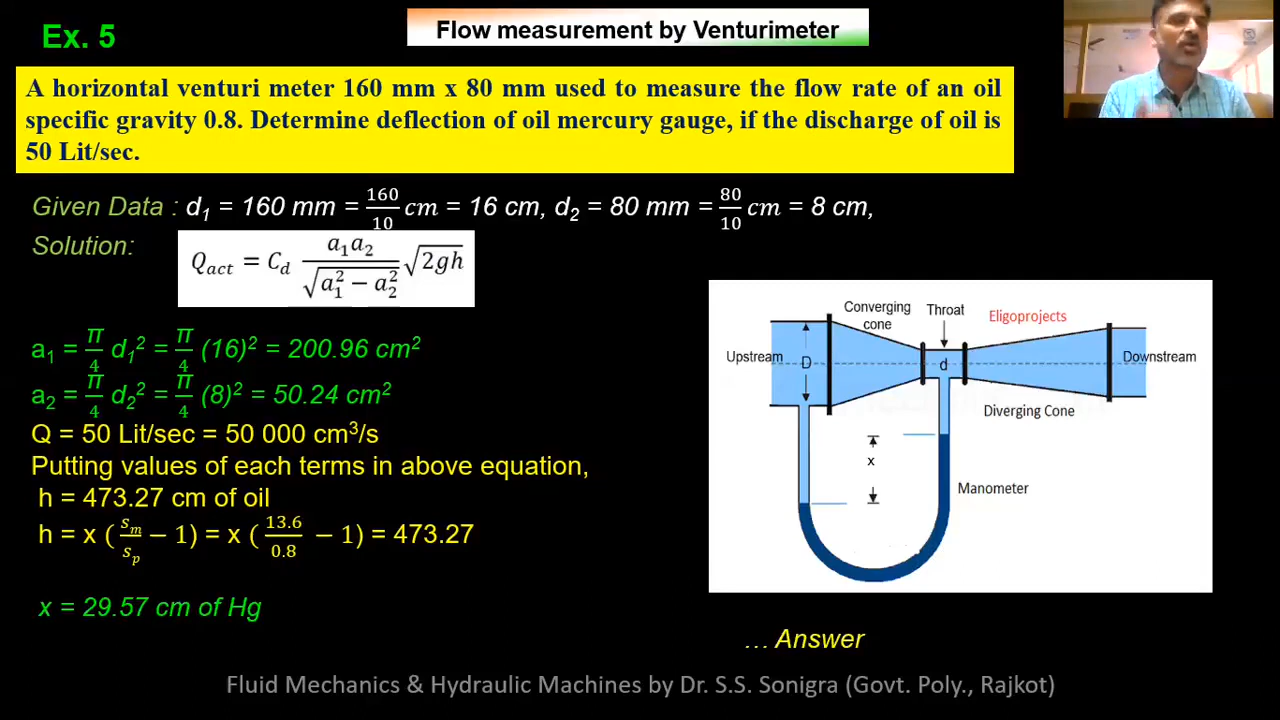 Ex. 5
Flow measurement by Venturimeter
A horizontal venturi meter 160 mm x 80 mm used to measure the flow rate of an oil
specific gravity 0.8. Determine deflection of oil mercury gauge, if the discharge of oil is
50 Lit/sec.
Given Data : d₁ = 160 mm = 160/10 cm = 16 cm, d₂ = 80 mm = 80/10 cm = 8 cm,
Solution:
Q_act = C_d a₁a₂/√(a₁² − a₂²) √2gh
a₁ = π/4 d₁² = π/4 (16)² = 200.96 cm²
a₂ = π/4 d₂² = π/4 (8)² = 50.24 cm²
Q = 50 Lit/sec = 50 000 cm³/s
Putting values of each terms in above equation,
h = 473.27 cm of oil
h = x (s_m/s_p − 1) = x (13.6/0.8 − 1) = 473.27
x = 29.57 cm of Hg
Converging
cone
Throat
Eligoprojects
Upstream
D
d
Downstream
Diverging Cone
x
Manometer
... Answer
Fluid Mechanics & Hydraulic Machines by Dr. S.S. Sonigra (Govt. Poly., Rajkot)